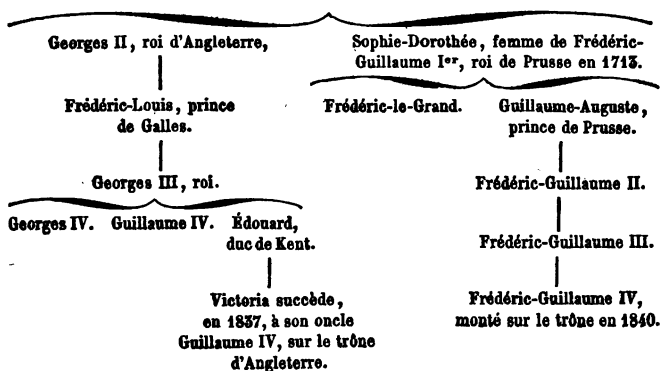 Georges II, roi d'Angleterre,
Sophie-Dorothée, femme de Frédéric-
Guillaume Ier, roi de Prusse en 1713.
Frédéric-Louis, prince
de Galles.
Frédéric-le-Grand.
Guillaume-Auguste,
prince de Prusse.
Georges III, roi.
Frédéric-Guillaume II.
Georges IV.
Guillaume IV.
Édouard,
duc de Kent.
Frédéric-Guillaume III.
Victoria succède,
en 1837, à son oncle
Guillaume IV, sur le trône
d'Angleterre.
Frédéric-Guillaume IV,
monté sur le trône en 1840.